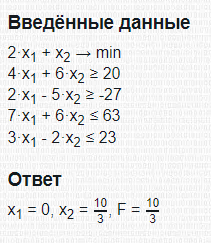 Введённые данные
2·x₁ + x₂ → min
4·x₁ + 6·x₂ ≥ 20
2·x₁ - 5·x₂ ≥ -27
7·x₁ + 6·x₂ ≤ 63
3·x₁ - 2·x₂ ≤ 23
Ответ
x₁ = 0, x₂ = 10/3, F = 10/3